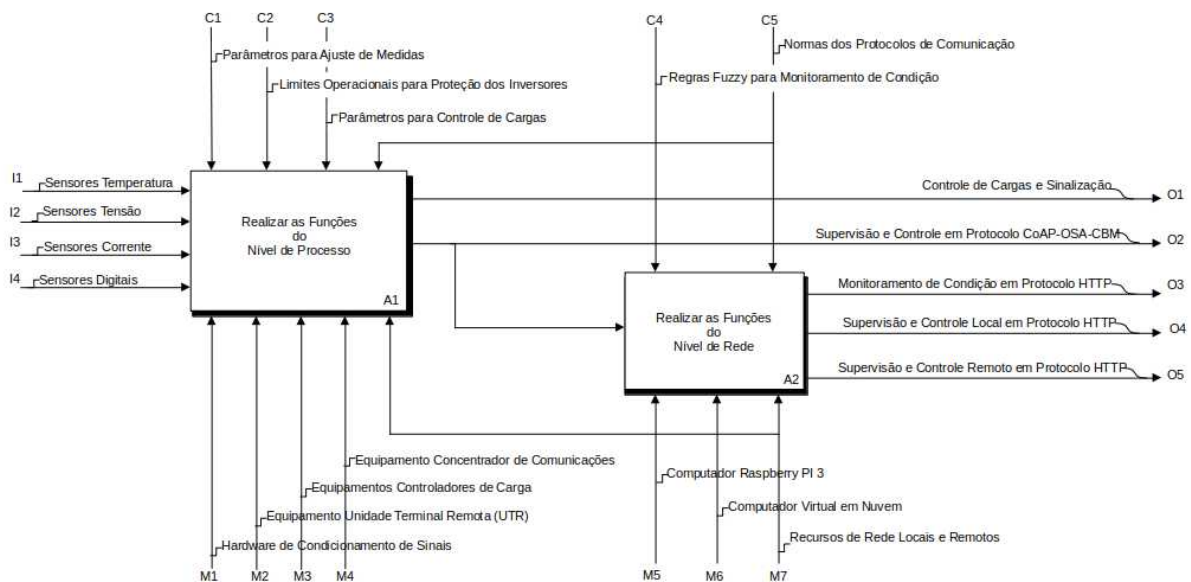 C1
C2
C3
C4
C5
Parâmetros para Ajuste de Medidas
Normas dos Protocolos de Comunicação
Limites Operacionais para Proteção dos Inversores
Regras Fuzzy para Monitoramento de Condição
Parâmetros para Controle de Cargas
I1
Sensores Temperatura
I2
Sensores Tensão
I3
Sensores Corrente
I4
Sensores Digitais
Realizar as Funções
do
Nível de Processo
A1
Controle de Cargas e Sinalização
O1
Supervisão e Controle em Protocolo CoAP-OSA-CBM
O2
Monitoramento de Condição em Protocolo HTTP
O3
Supervisão e Controle Local em Protocolo HTTP
O4
Supervisão e Controle Remoto em Protocolo HTTP
O5
Realizar as Funções
do
Nível de Rede
A2
Equipamento Concentrador de Comunicações
Equipamentos Controladores de Carga
Equipamento Unidade Terminal Remota (UTR)
Hardware de Condicionamento de Sinais
Computador Raspberry PI 3
Computador Virtual em Nuvem
Recursos de Rede Locais e Remotos
M1
M2
M3
M4
M5
M6
M7